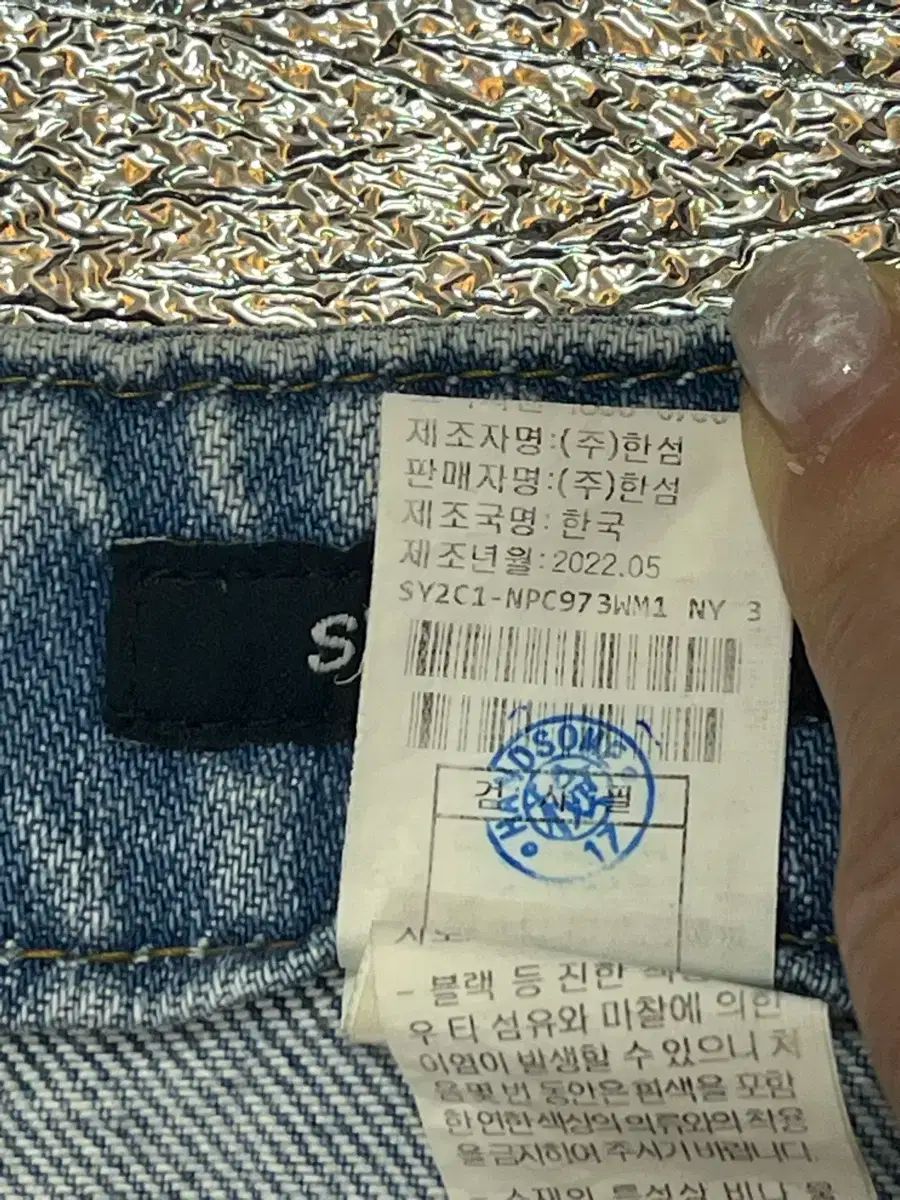 제조자명:(주)한섬
판매자명:(주)한섬
제조국명:한국
제조년월:2022.05
SY2C1-NPC973WM1 NY 3
검 사 필
HANDSOME
17
- 블랙 등 진한
우 타 섬유와 마찰에 의한
이염이 발생할 수 있으니 처
음 몇 번 동안은 흰색을 포함
한 연한 색상의 의류와의 착용
을 금지하여 주시기 바랍니다.